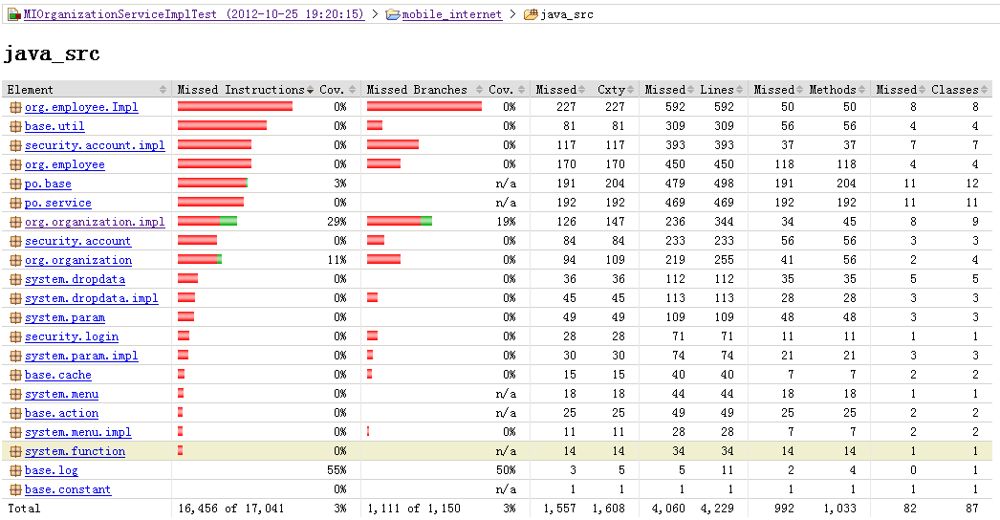 MIOrganizationServiceImplTest (2012-10-25 19:20:15) > mobile_internet > java_src
java_src
Element Missed Instructions Cov. Missed Branches Cov. Missed Cxty Missed Lines Missed Methods Missed Classes
org.employee.Impl 0% 0% 227 227 592 592 50 50 8 8
base.util 0% 0% 81 81 309 309 56 56 4 4
security.account.impl 0% 0% 117 117 393 393 37 37 7 7
org.employee 0% 0% 170 170 450 450 118 118 4 4
po.base 3% n/a 191 204 479 498 191 204 11 12
po.service 0% n/a 192 192 469 469 192 192 11 11
org.organization.impl 29% 19% 126 147 236 344 34 45 8 9
security.account 0% 0% 84 84 233 233 56 56 3 3
org.organization 11% 0% 94 109 219 255 41 56 2 4
system.dropdata 0% n/a 36 36 112 112 35 35 5 5
system.dropdata.impl 0% 0% 45 45 113 113 28 28 3 3
system.param 0% n/a 49 49 109 109 48 48 3 3
security.login 0% 0% 28 28 71 71 11 11 1 1
system.param.impl 0% 0% 30 30 74 74 21 21 3 3
base.cache 0% 0% 15 15 40 40 7 7 2 2
system.menu 0% n/a 18 18 44 44 18 18 1 1
base.action 0% n/a 25 25 49 49 25 25 2 2
system.menu.impl 0% 0% 11 11 28 28 7 7 2 2
system.function 0% n/a 14 14 34 34 14 14 1 1
base.log 55% 50% 3 5 5 11 2 4 0 1
base.constant 0% n/a 1 1 1 1 1 1 1 1
Total 16,456 of 17,041 3% 1,111 of 1,150 3% 1,557 1,608 4,060 4,229 992 1,033 82 87